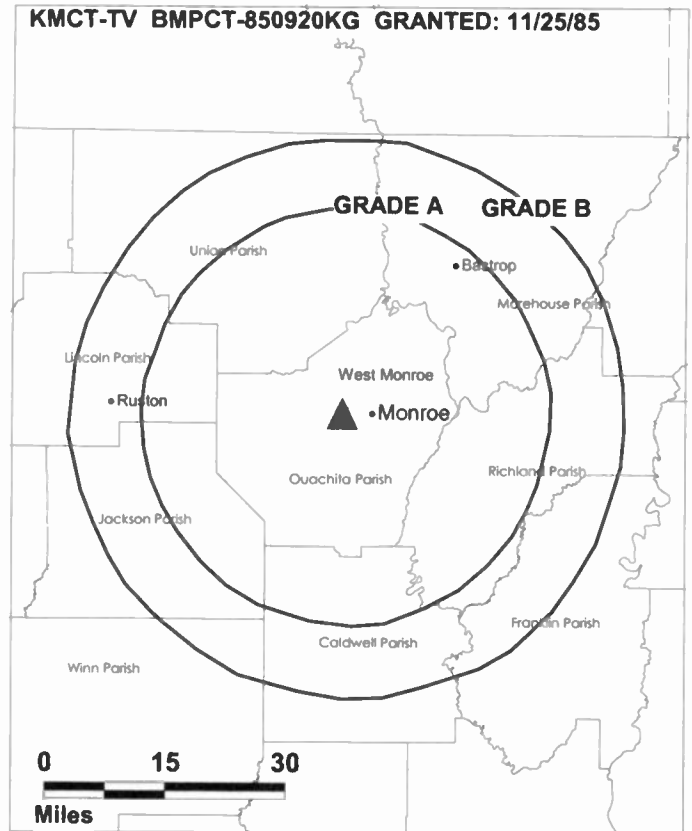 KMCT-TV BMPCT-850920KG GRANTED: 11/25/85
GRADE A GRADE B
Union Parish
Bastrop
Morehouse Parish
Lincoln Parish
West Monroe
Ruston
Monroe
Richland Parish
Ouachita Parish
Jackson Parish
Franklin Parish
Caldwell Parish
Winn Parish
0 15 30
Miles